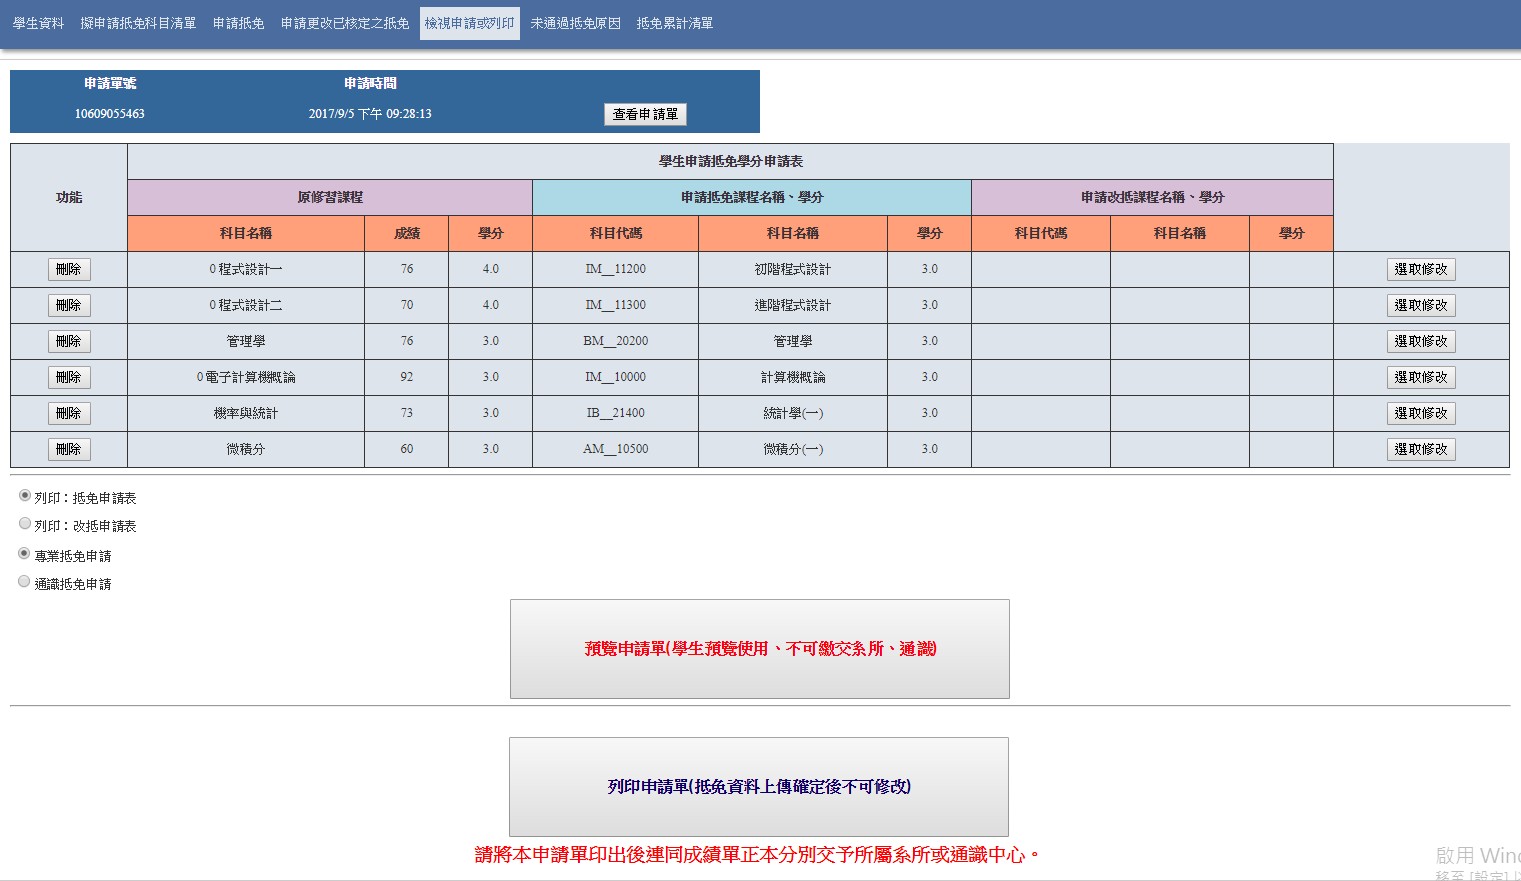 學生資料 擬申請抵免科目清單 申請抵免 申請更改已核定之抵免 檢視申請或列印 未通過抵免原因 抵免累計清單
申請單號 申請時間
10609055463 2017/9/5 下午 09:28:13 查看申請單
學生申請抵免學分申請表
功能 原修習課程 申請抵免課程名稱、學分 申請改抵課程名稱、學分
科目名稱 成績 學分 科目代碼 科目名稱 學分 科目代碼 科目名稱 學分
刪除 0 程式設計一 76 4.0 IM__11200 初階程式設計 3.0 選取修改
刪除 0 程式設計二 70 4.0 IM__11300 進階程式設計 3.0 選取修改
刪除 管理學 76 3.0 BM__20200 管理學 3.0 選取修改
刪除 0 電子計算機概論 92 3.0 IM__10000 計算機概論 3.0 選取修改
刪除 機率與統計 73 3.0 IB__21400 統計學(一) 3.0 選取修改
刪除 微積分 60 3.0 AM__10500 微積分(一) 3.0 選取修改
列印：抵免申請表
列印：改抵申請表
專業抵免申請
通識抵免申請
預覽申請單(學生預覽使用、不可繳交系所、通識)
列印申請單(抵免資料上傳確定後不可修改)
請將本申請單印出後連同成績單正本分別交予所屬系所或通識中心。
啟用 Wind
移至 [設定] 以